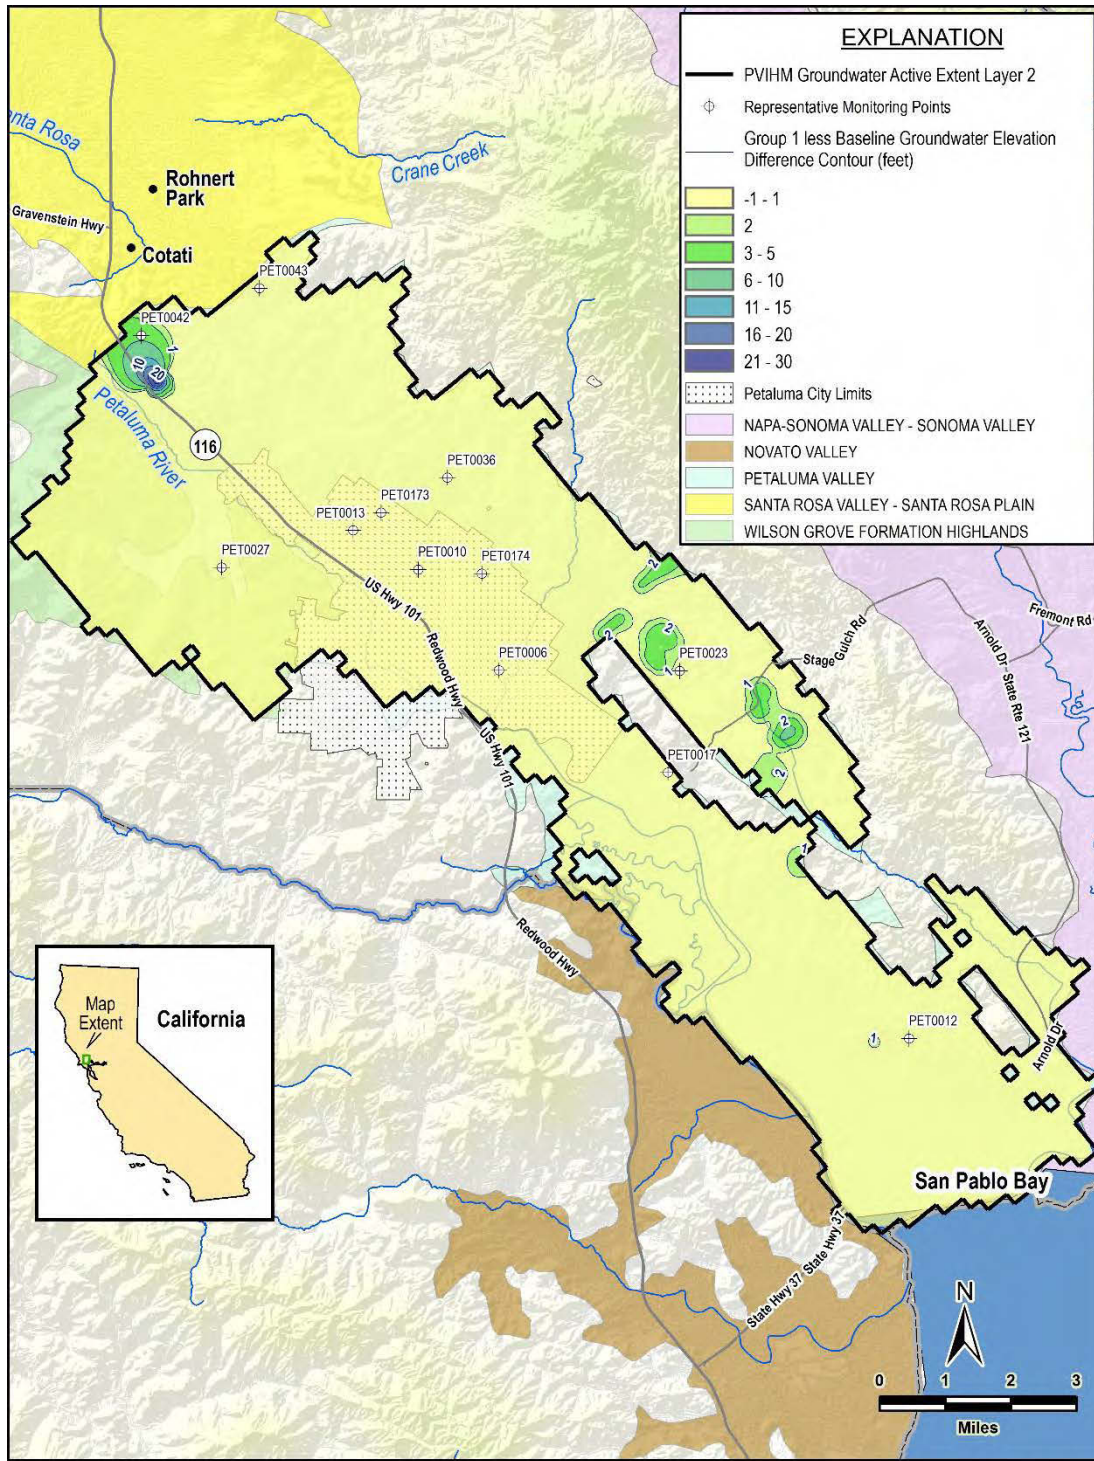 EXPLANATION
PVIHM Groundwater Active Extent Layer 2
Representative Monitoring Points
Group 1 less Baseline Groundwater Elevation
Difference Contour (feet)
-1 - 1
2
3 - 5
6 - 10
11 - 15
16 - 20
21 - 30
Petaluma City Limits
NAPA-SONOMA VALLEY - SONOMA VALLEY
NOVATO VALLEY
PETALUMA VALLEY
SANTA ROSA VALLEY - SANTA ROSA PLAIN
WILSON GROVE FORMATION HIGHLANDS
anta Rosa
Crane Creek
Rohnert
Park
Gravenstein Hwy
Cotati
PET0043
PET0042
1
10
20
Petaluma River
116
PET0036
PET0173
PET0013
PET0027
PET0010
PET0174
US Hwy 101
2
2
2
Fremont Rd
Redwood Hwy
PET0006
1
PET0023
Stage Gulch Rd
Arnold Dr
State Rte 121
1
2
US Hwy 101
PET0017
2
1
Redwood Hwy
Map
Extent
California
1
PET0012
Arnold Dr
San Pablo Bay
State Hwy 37
State Hwy 37
N
0 1 2 3
Miles